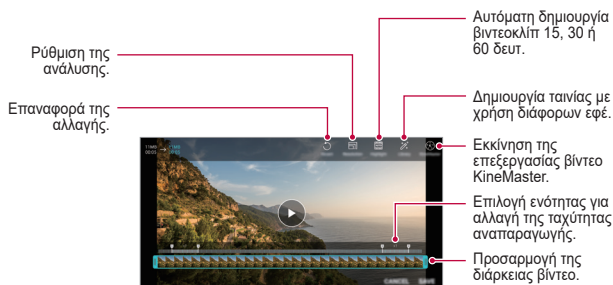 Αυτόματη δημιουργία
βιντεοκλίπ 15, 30 ή
60 δευτ.
Ρύθμιση της
ανάλυσης.
Επαναφορά της
αλλαγής.
Δημιουργία ταινίας με
χρήση διάφορων εφέ.
Εκκίνηση της
επεξεργασίας βίντεο
KineMaster.
Επιλογή ενότητας για
αλλαγή της ταχύτητας
αναπαραγωγής.
Προσαρμογή της
διάρκειας βίντεο.
CANCEL SAVE